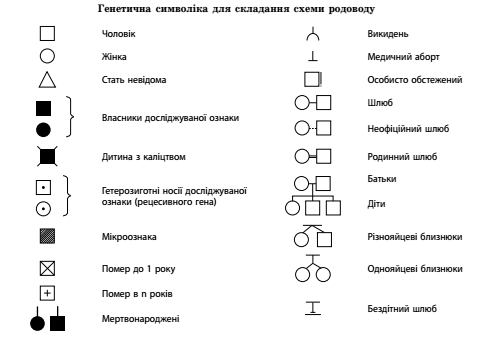 Генетична символіка для складання схеми родоводу
Чоловік
Жінка
Стать невідома
Власники досліджуваної ознаки
Дитина з каліцтвом
Гетерозиготні носії досліджуваної
ознаки (рецесивного гена)
Мікроознака
Помер до 1 року
Помер в n років
Мертвонароджені
Викидень
Медичний аборт
Особисто обстежений
Шлюб
Неофіційний шлюб
Родинний шлюб
Батьки
Діти
Різнояйцеві близнюки
Однояйцеві близнюки
Бездітний шлюб